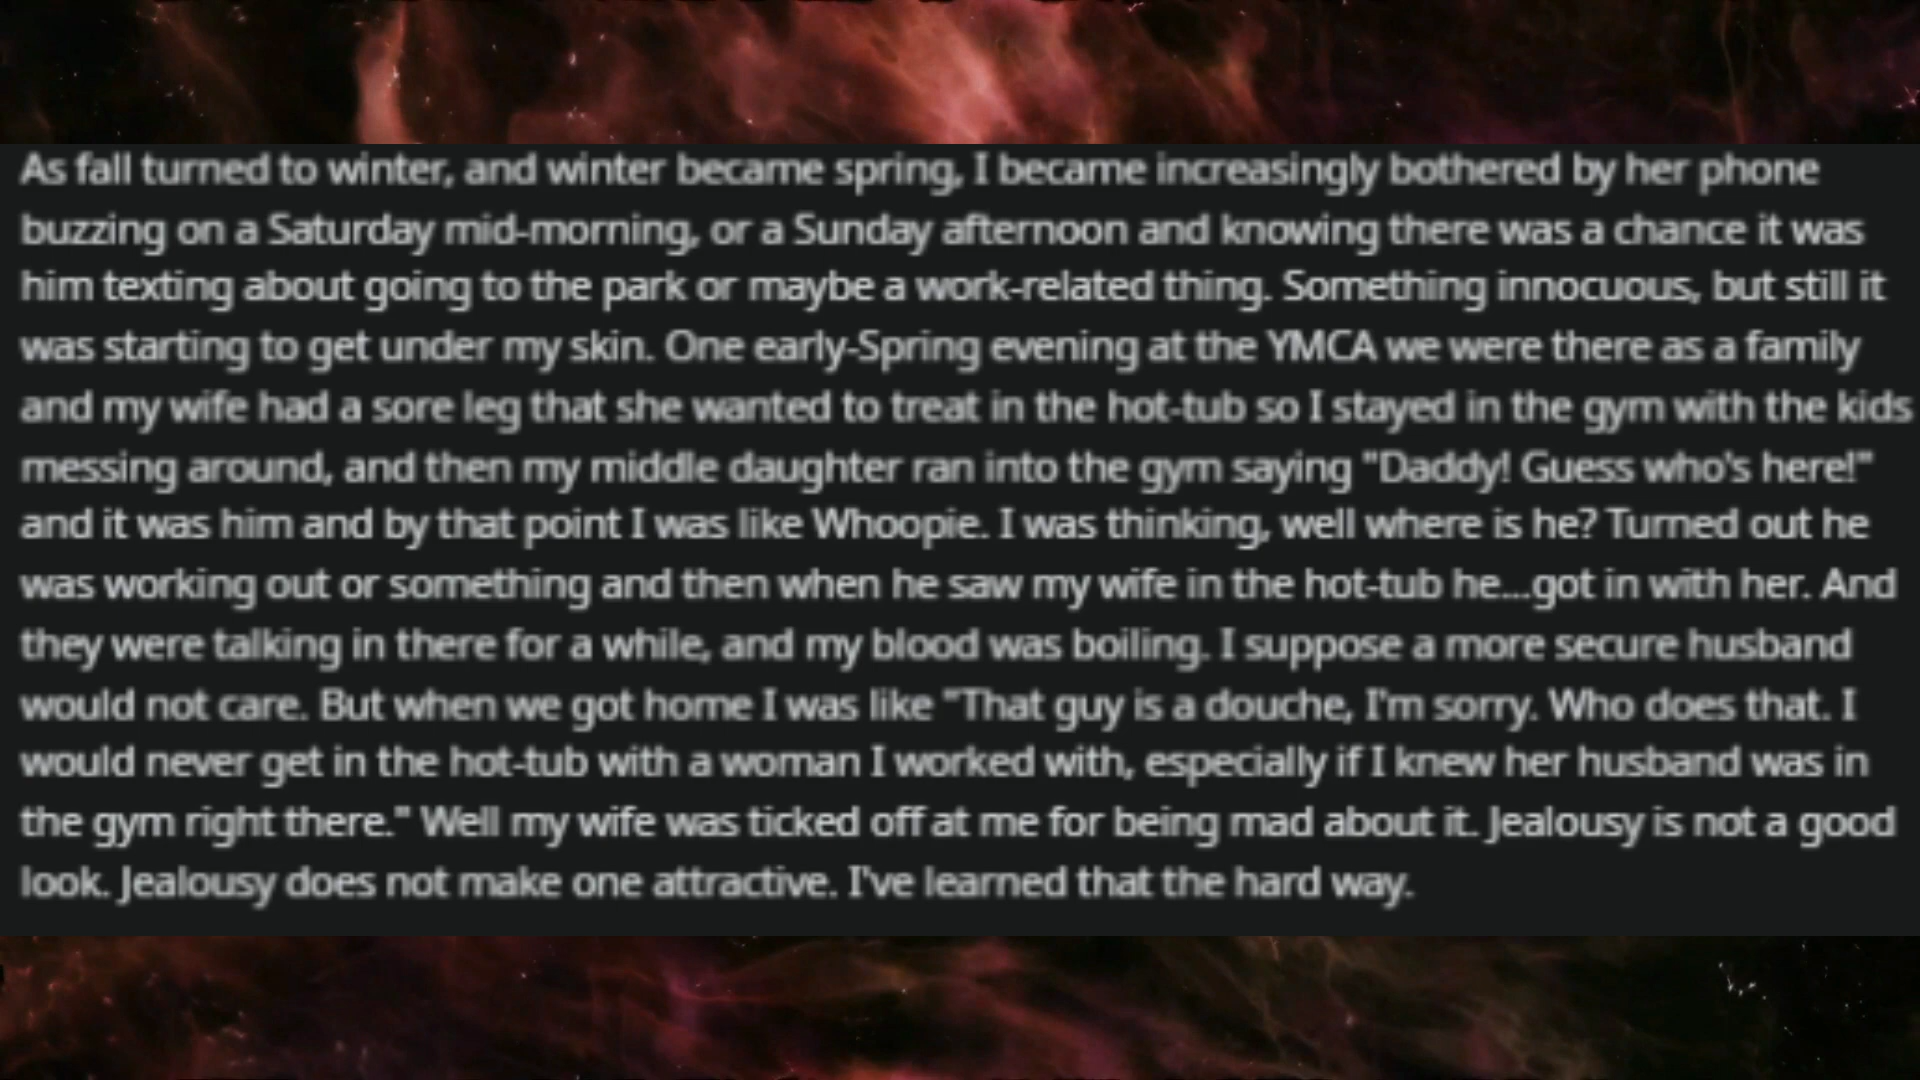 As fall turned to winter, and winter became spring, I became increasingly bothered by her phone
buzzing on a Saturday mid-morning, or a Sunday afternoon and knowing there was a chance it was
him texting about going to the park or maybe a work-related thing. Something innocuous, but still it
was starting to get under my skin. One early-Spring evening at the YMCA we were there as a family
and my wife had a sore leg that she wanted to treat in the hot-tub so I stayed in the gym with the kids
messing around, and then my middle daughter ran into the gym saying "Daddy! Guess who's here!"
and it was him and by that point I was like Whoopie. I was thinking, well where is he? Turned out he
was working out or something and then when he saw my wife in the hot-tub he...got in with her. And
they were talking in there for a while, and my blood was boiling. I suppose a more secure husband
would not care. But when we got home I was like "That guy is a douche, I'm sorry. Who does that. I
would never get in the hot-tub with a woman I worked with, especially if I knew her husband was in
the gym right there." Well my wife was ticked off at me for being mad about it. Jealousy is not a good
look. Jealousy does not make one attractive. I've learned that the hard way.